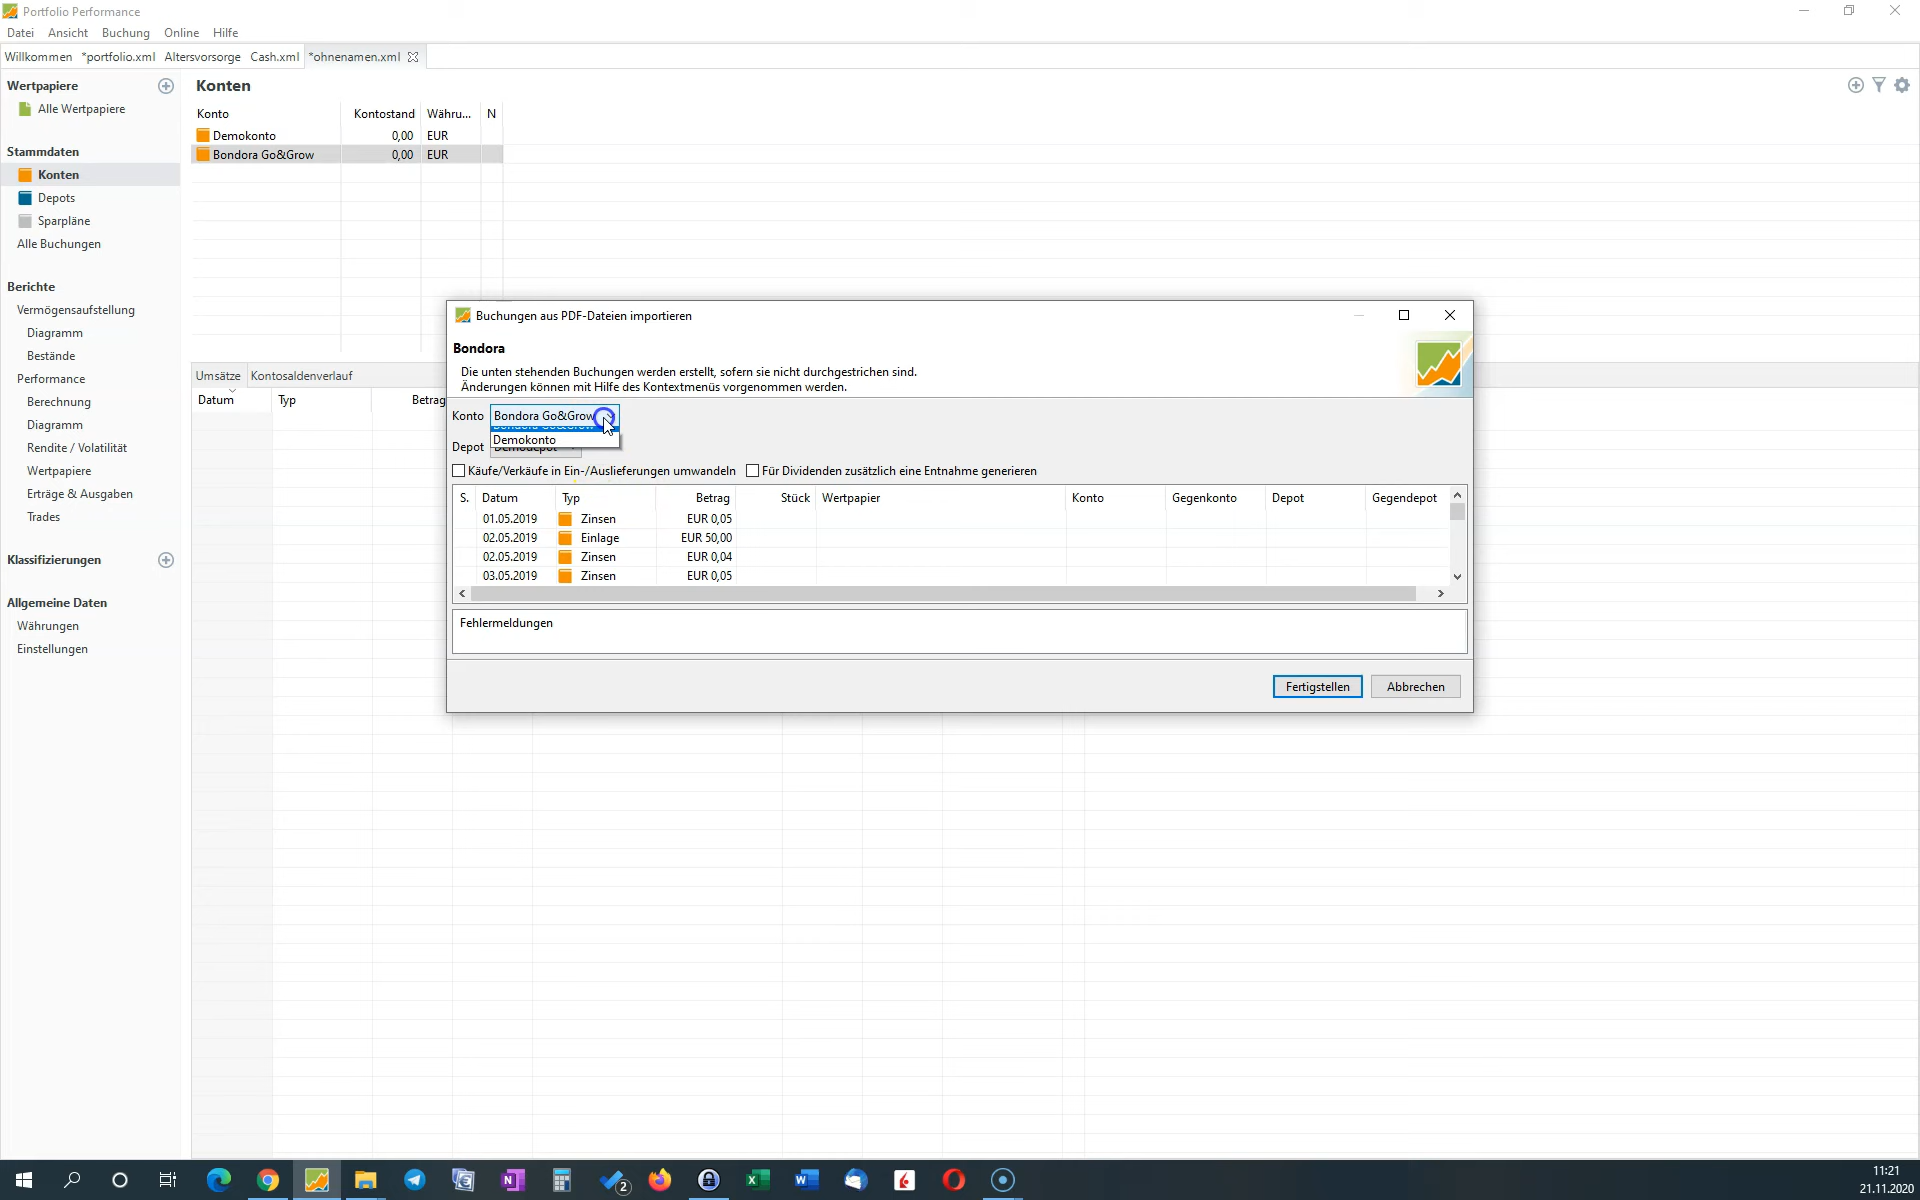 Portfolio Performance
Datei Ansicht Buchung Online Hilfe
Willkommen *portfolio.xml Altersvorsorge Cash.xml *ohnenamen.xml
Wertpapiere
Alle Wertpapiere
Stammdaten
Konten
Depots
Sparpläne
Alle Buchungen
Berichte
Vermögensaufstellung
Diagramm
Bestände
Performance
Berechnung
Diagramm
Rendite / Volatilität
Wertpapiere
Erträge & Ausgaben
Trades
Klassifizierungen
Allgemeine Daten
Währungen
Einstellungen
Konten
Konto Kontostand Währu... N
Demokonto 0,00 EUR
Bondora Go&Grow 0,00 EUR
Umsätze Kontosaldenverlauf
Datum Typ Betrag
Buchungen aus PDF-Dateien importieren
Bondora
Die unten stehenden Buchungen werden erstellt, sofern sie nicht durchgestrichen sind.
Änderungen können mit Hilfe des Kontextmenüs vorgenommen werden.
Konto Bondora Go&Grow
Bondora Go&Grow
Demokonto
Depot Demodepot
Käufe/Verkäufe in Ein-/Auslieferungen umwandeln Für Dividenden zusätzlich eine Entnahme generieren
S. Datum Typ Betrag Stück Wertpapier Konto Gegenkonto Depot Gegendepot
01.05.2019 Zinsen EUR 0,05
02.05.2019 Einlage EUR 50,00
02.05.2019 Zinsen EUR 0,04
03.05.2019 Zinsen EUR 0,05
Fehlermeldungen
Fertigstellen Abbrechen
N 2 W
11:21
21.11.2020